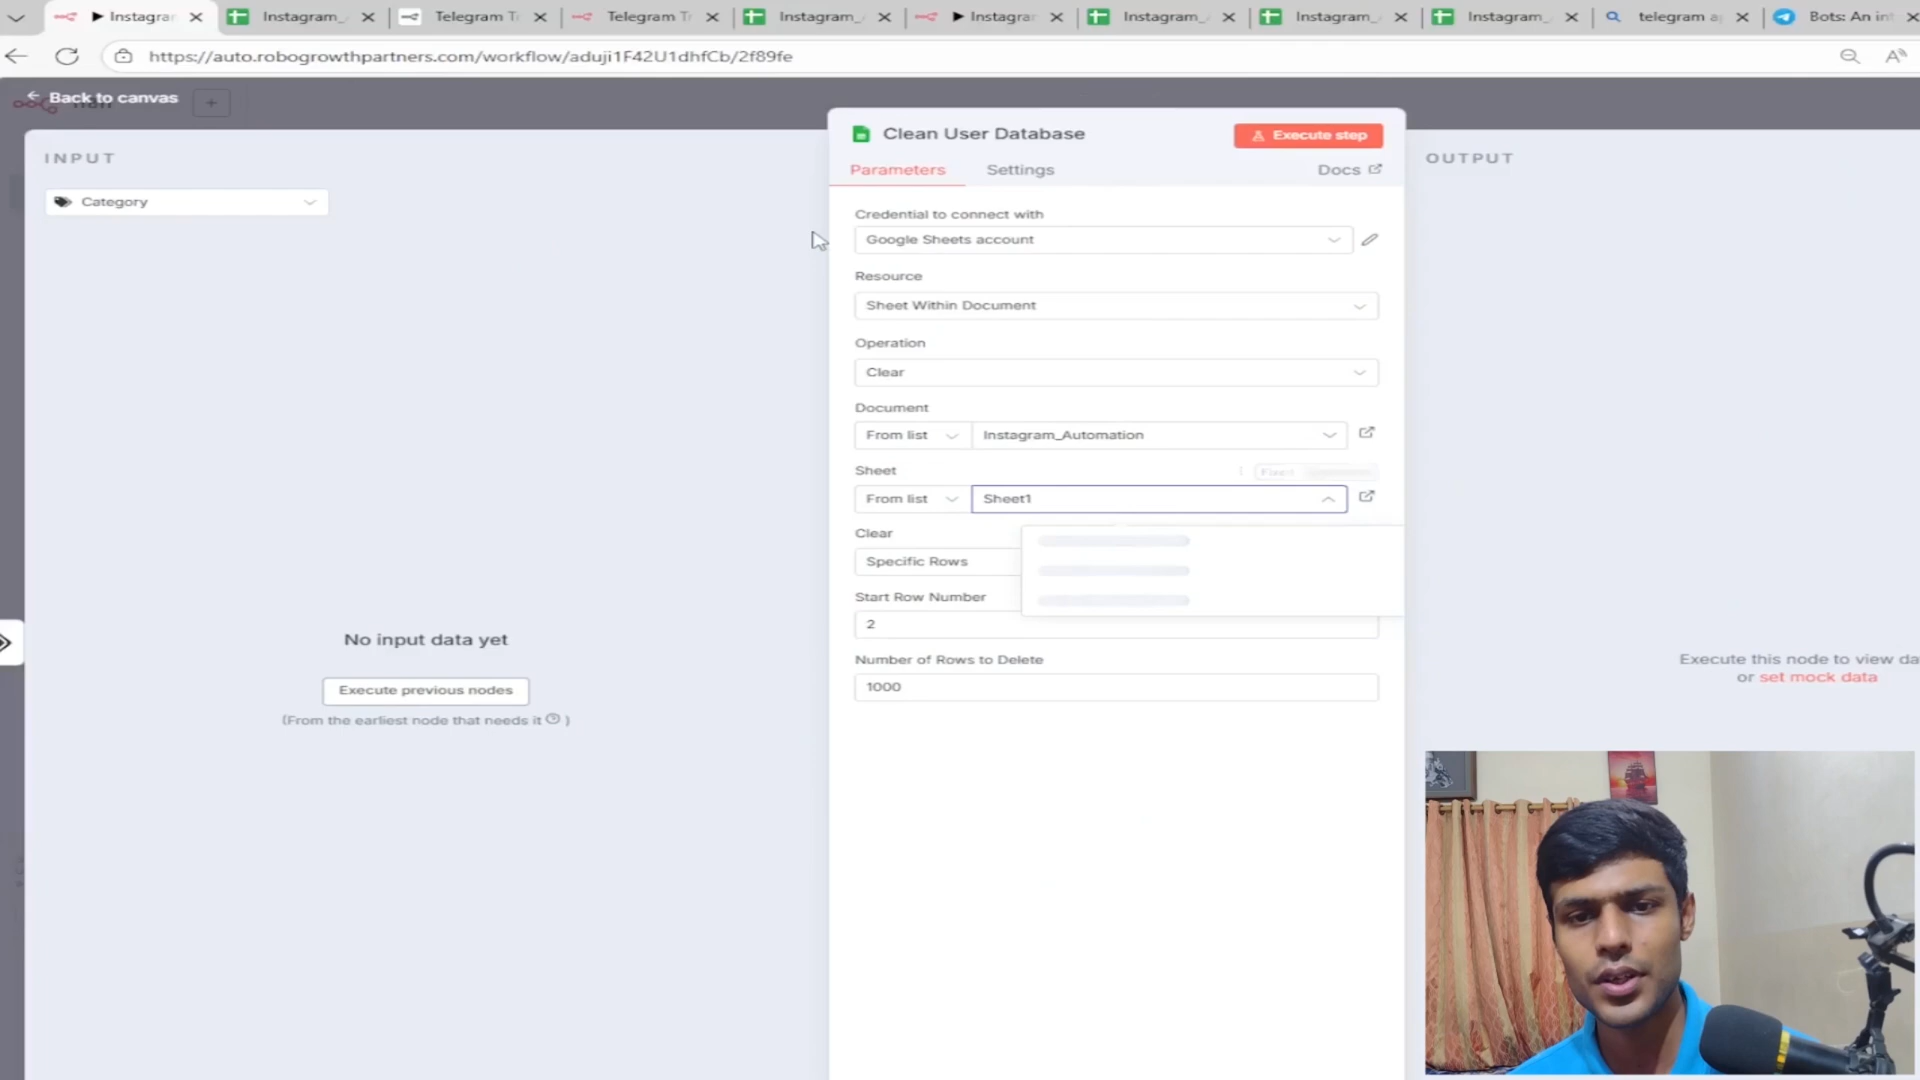 Instagra
Instagram_
Telegram T
Telegram T
Instagram_
Instagra
Instagram_
Instagram_
Instagram_
telegram a
Bots: An in
https://auto.robogrowthpartners.com/workflow/aduji1F42U1dhfCb/2f89fe
Back to canvas
INPUT
Category
No input data yet
Execute previous nodes
(From the earliest node that needs it ? )
Clean User Database
Execute step
Parameters
Settings
Docs
Credential to connect with
Google Sheets account
Resource
Sheet Within Document
Operation
Clear
Document
From list
Instagram_Automation
Sheet
Fixed
From list
Sheet1
Clear
Specific Rows
Start Row Number
2
Number of Rows to Delete
1000
OUTPUT
Execute this node to view da
or set mock data